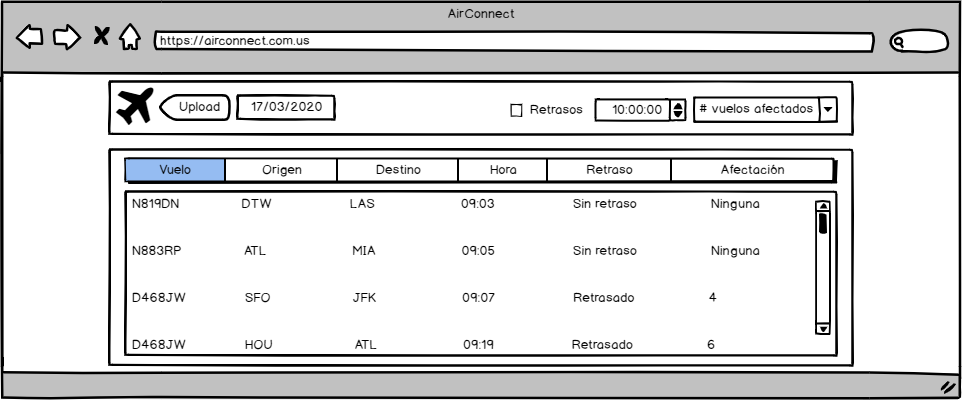 AirConnect
https://airconnect.com.us
Upload 17/03/2020 Retrasos 10:00:00 # vuelos afectados
Vuelo Origen Destino Hora Retraso Afectación
N819DN DTW LAS 09:03 Sin retraso Ninguna
N883RP ATL MIA 09:05 Sin retraso Ninguna
D468JW SFO JFK 09:07 Retrasado 4
D468JW HOU ATL 09:19 Retrasado 6